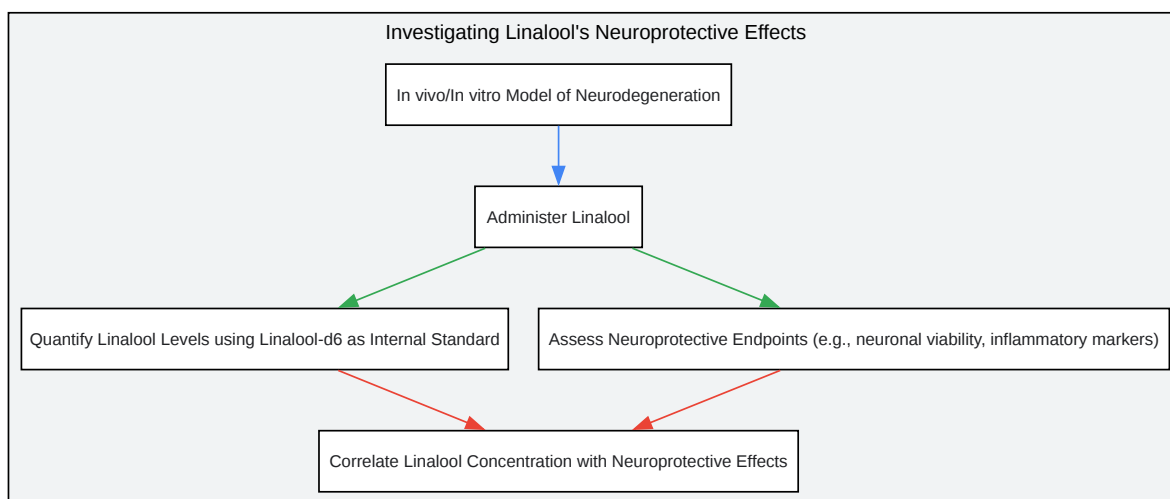 Investigating Linalool's Neuroprotective Effects
In vivo/In vitro Model of Neurodegeneration
Administer Linalool
Quantify Linalool Levels using Linalool-d6 as Internal Standard
Assess Neuroprotective Endpoints (e.g., neuronal viability, inflammatory markers)
Correlate Linalool Concentration with Neuroprotective Effects